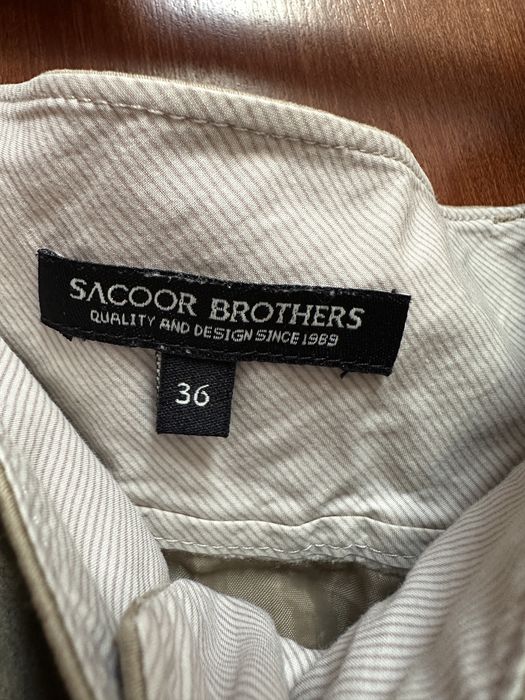 SACOOR BROTHERS
QUALITY AND DESIGN SINCE 1989
36